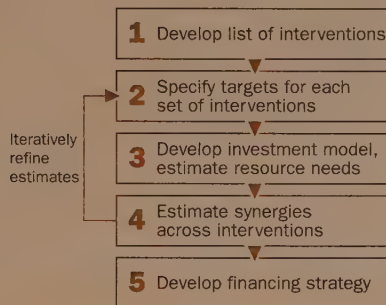 1 Develop list of interventions
2 Specify targets for each
set of interventions
Iteratively
refine
estimates
3 Develop investment model,
estimate resource needs
4 Estimate synergies
across interventions
5 Develop financing strategy